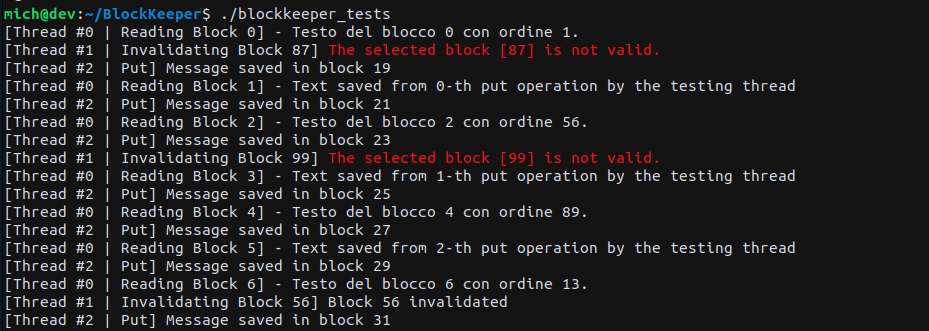 mich@dev:~/BlockKeeper$ ./blockkeeper_tests
[Thread #0 | Reading Block 0] - Testo del blocco 0 con ordine 1.
[Thread #1 | Invalidating Block 87] The selected block [87] is not valid.
[Thread #2 | Put] Message saved in block 19
[Thread #0 | Reading Block 1] - Text saved from 0-th put operation by the testing thread
[Thread #2 | Put] Message saved in block 21
[Thread #0 | Reading Block 2] - Testo del blocco 2 con ordine 56.
[Thread #2 | Put] Message saved in block 23
[Thread #1 | Invalidating Block 99] The selected block [99] is not valid.
[Thread #0 | Reading Block 3] - Text saved from 1-th put operation by the testing thread
[Thread #2 | Put] Message saved in block 25
[Thread #0 | Reading Block 4] - Testo del blocco 4 con ordine 89.
[Thread #2 | Put] Message saved in block 27
[Thread #0 | Reading Block 5] - Text saved from 2-th put operation by the testing thread
[Thread #2 | Put] Message saved in block 29
[Thread #0 | Reading Block 6] - Testo del blocco 6 con ordine 13.
[Thread #1 | Invalidating Block 56] Block 56 invalidated
[Thread #2 | Put] Message saved in block 31